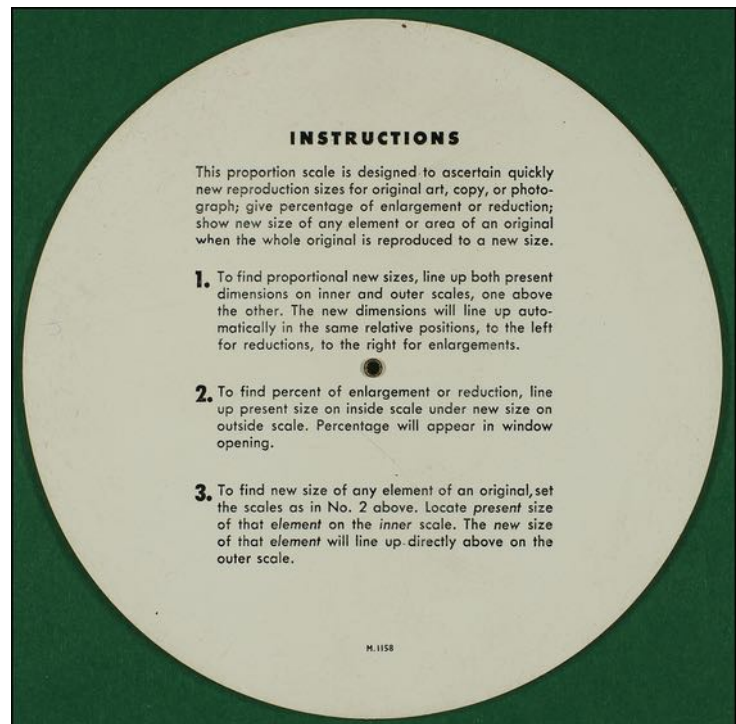 INSTRUCTIONS
This proportion scale is designed to ascertain quickly
new reproduction sizes for original art, copy, or photo-
graph; give percentage of enlargement or reduction;
show new size of any element or area of an original
when the whole original is reproduced to a new size.
1. To find proportional new sizes, line up both present
dimensions on inner and outer scales, one above
the other. The new dimensions will line up auto-
matically in the same relative positions, to the left
for reductions, to the right for enlargements.
2. To find percent of enlargement or reduction, line
up present size on inside scale under new size on
outside scale. Percentage will appear in window
opening.
3. To find new size of any element of an original, set
the scales as in No. 2 above. Locate present size
of that element on the inner scale. The new size
of that element will line up directly above on the
outer scale.
M.1158